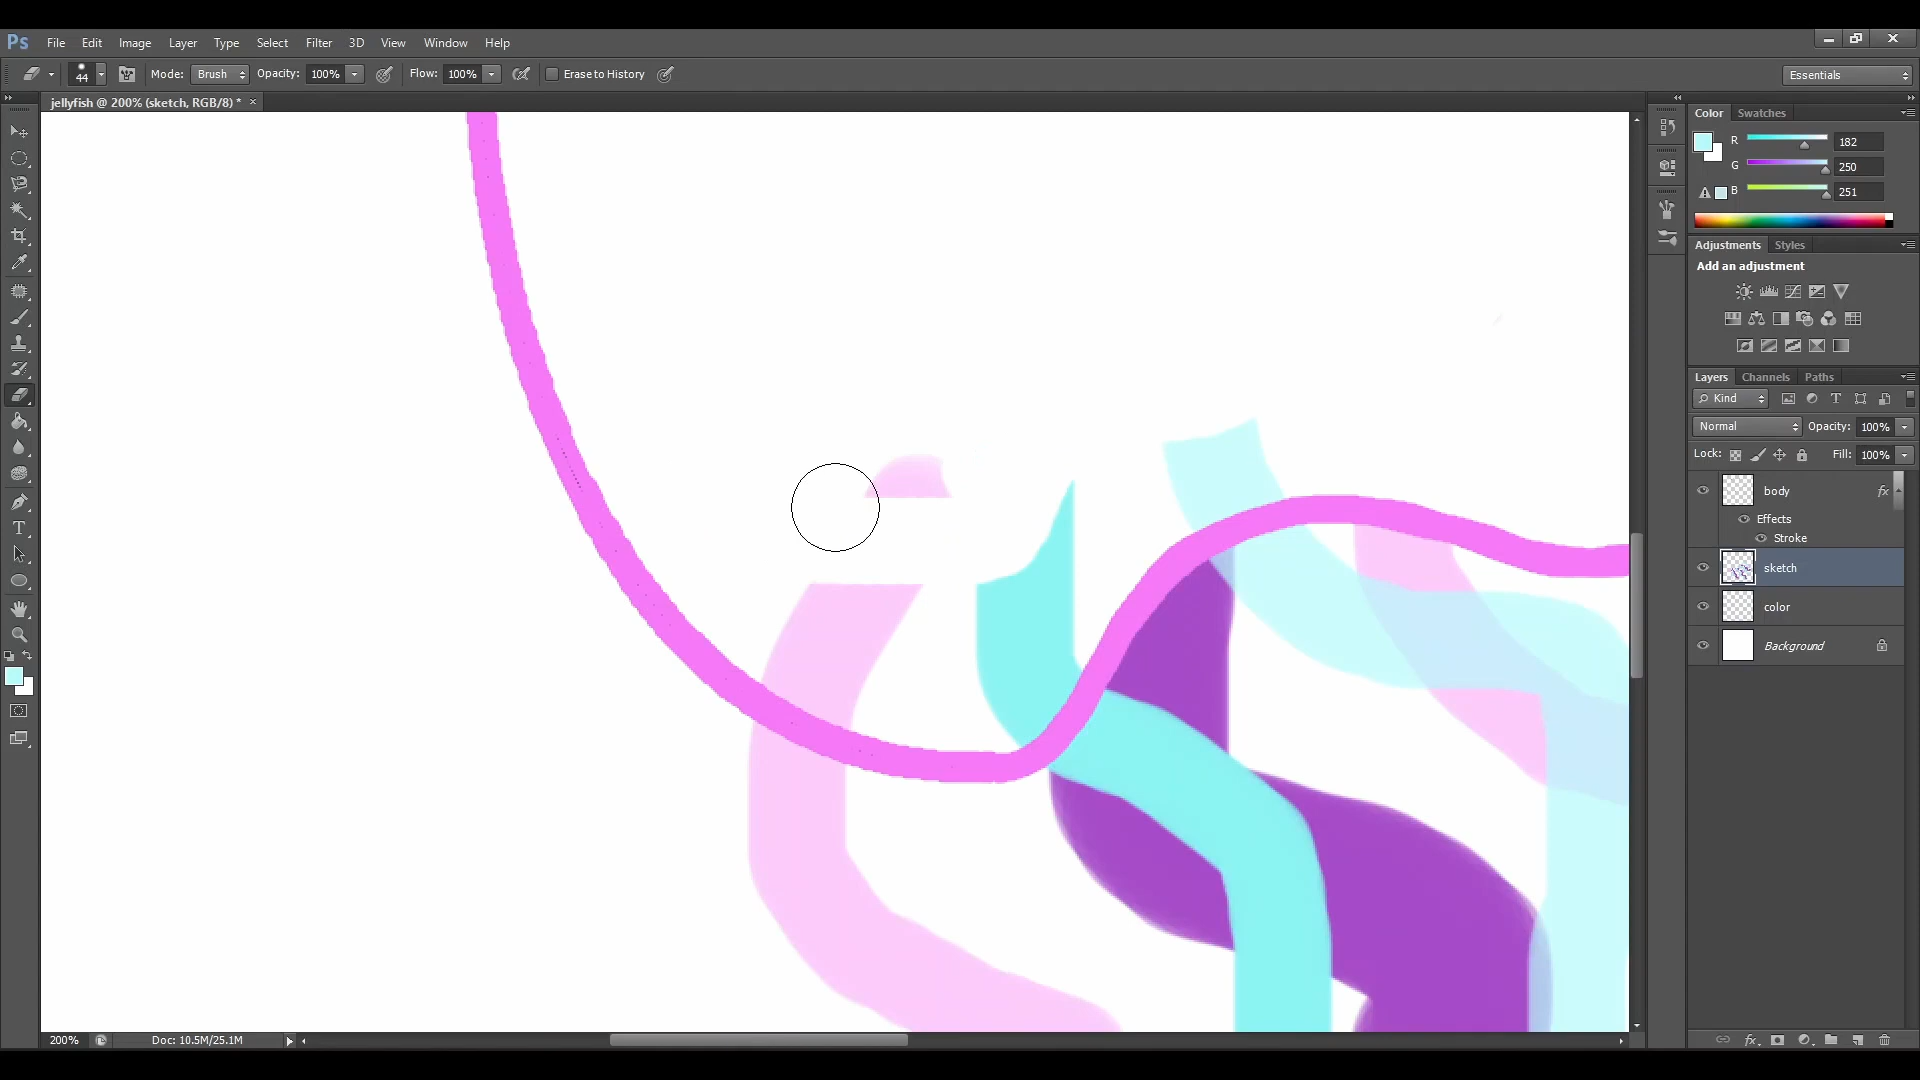 Ps File Edit Image Layer Type Select Filter 3D View Window Help
44 Mode: Brush Opacity: 100% Flow: 100% Erase to History Essentials
jellyfish @ 200% (sketch, RGB/8) * ×
Color Swatches
R 182
G 250
B 251
Adjustments Styles
Add an adjustment
Layers Channels Paths
Kind
Normal Opacity: 100%
Lock: Fill: 100%
body fx
Effects
Stroke
sketch
color
Background
200% Doc: 10.5M/25.1M fx